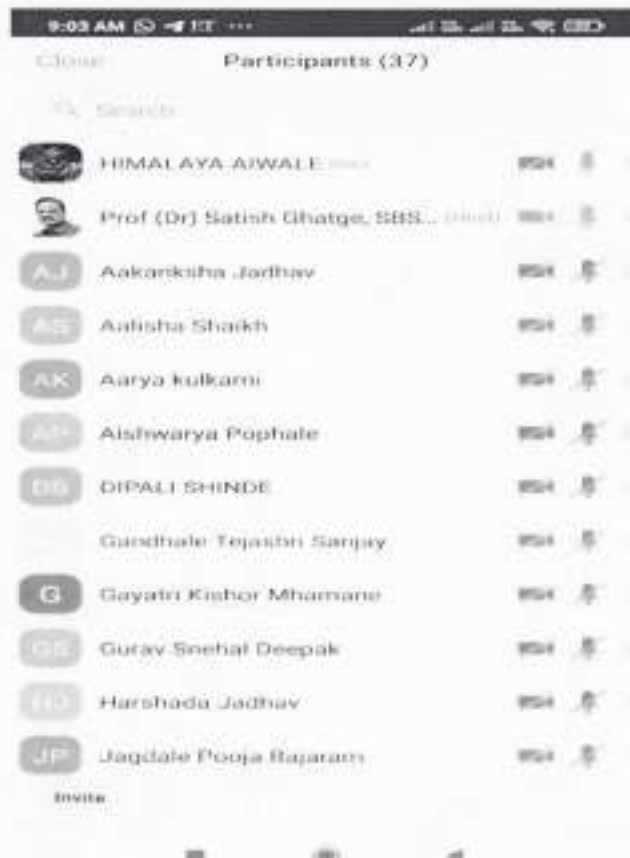 9:03 AM
Close Participants (37)
Search
HIMALAYA AIWALE
Prof (Dr) Satish Ghatge, SBS...
AJ Aakanksha Jadhav
AS Aalisha Shaikh
AK Aarya kulkarni
AP Aishwarya Pophale
DS DIPALI SHINDE
Gandhale Tejashri Sanjay
G Gayatri Kishor Mhamane
GS Gurav Snehal Deepak
HJ Harshada Jadhav
JP Jagdale Pooja Rajaram
Invite